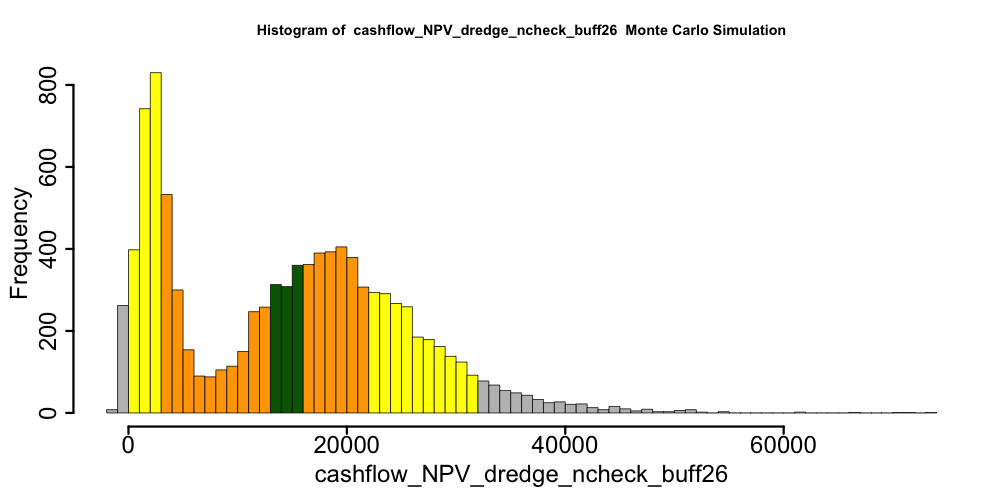 Histogram of  cashflow_NPV_dredge_ncheck_buff26  Monte Carlo Simulation
Frequency
800
600
400
200
0
0 20000 40000 60000
cashflow_NPV_dredge_ncheck_buff26